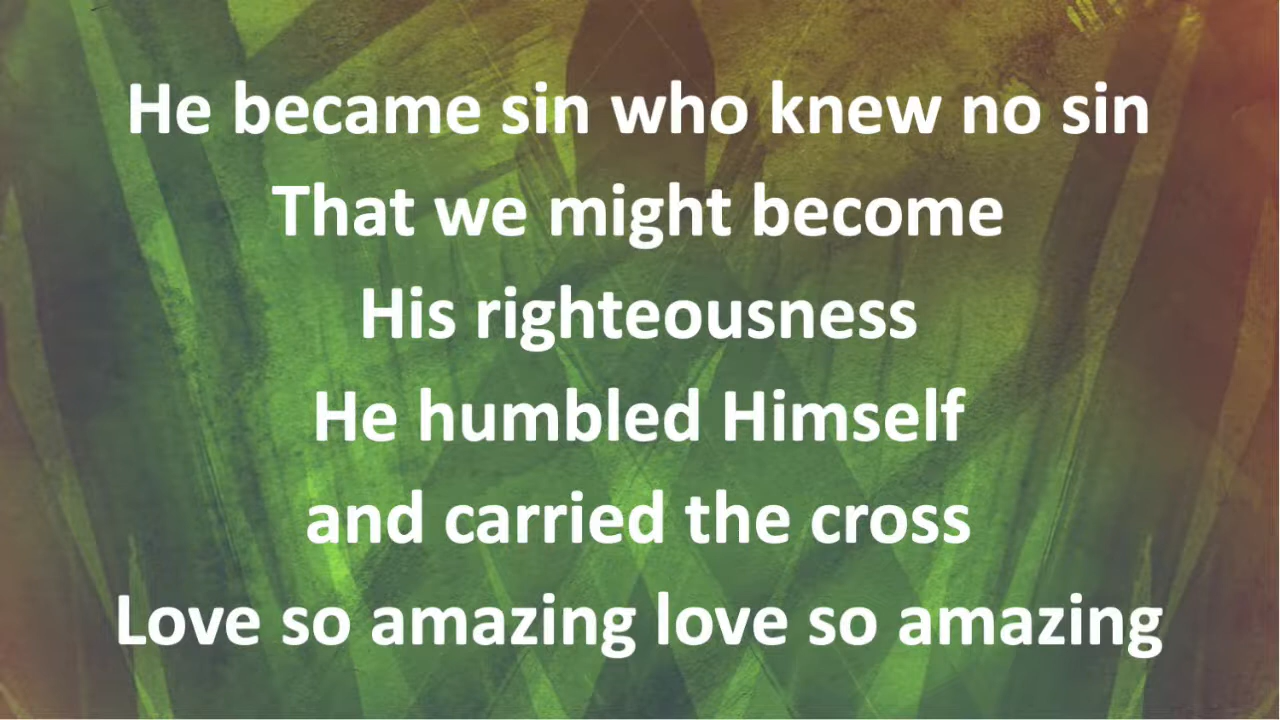 He became sin who knew no sin
That we might become
His righteousness
He humbled Himself
and carried the cross
Love so amazing love so amazing